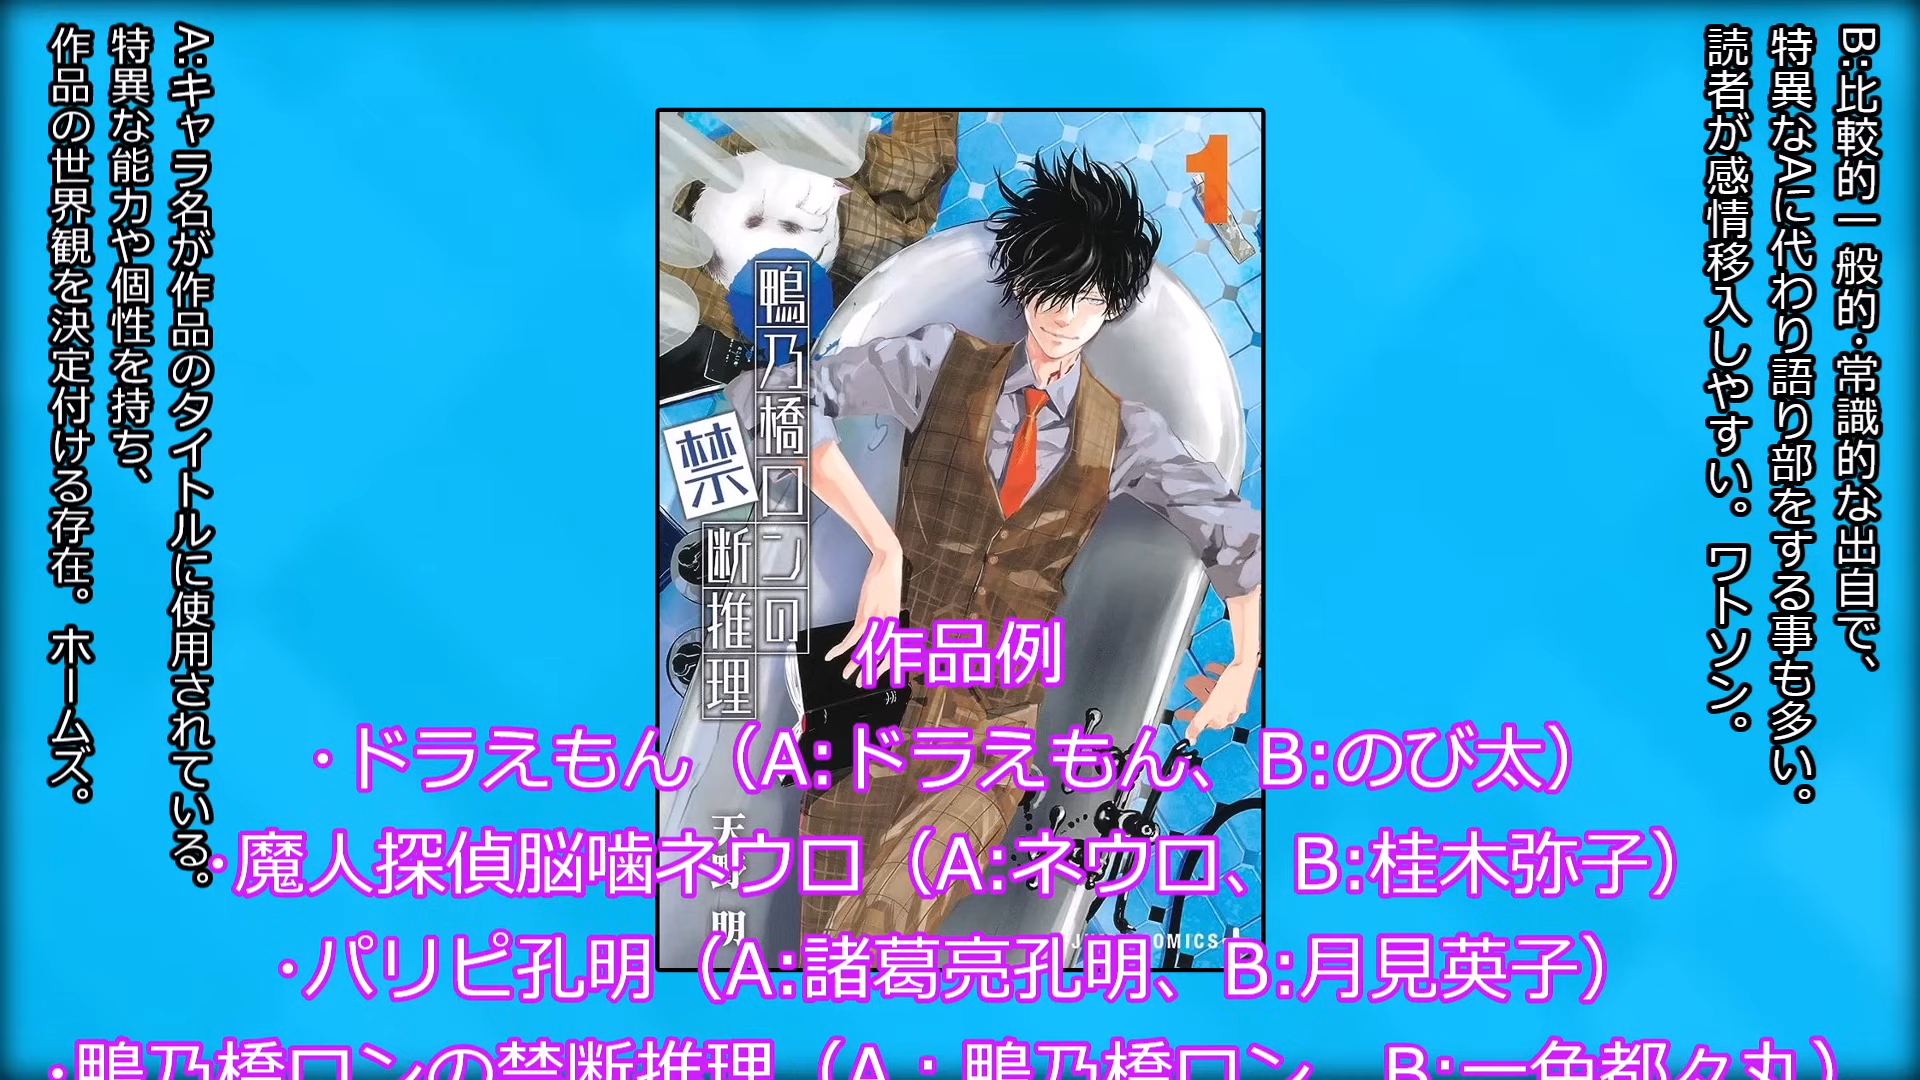 B:比較的一般的・常識的な出自で、
特異なAに代わり語り部をする事も多い。
読者が感情移入しやすい。ワトソン。
A:キャラ名が作品のタイトルに使用されている。
特異な能力や個性を持ち、
作品の世界観を決定付ける存在。ホームズ。
1
鴨乃橋ロンの
禁断推理
天野明
作品例
・ドラえもん（A:ドラえもん、B:のび太）
・魔人探偵脳噛ネウロ（A:ネウロ、B:桂木弥子）
・パリピ孔明（A:諸葛亮孔明、B:月見英子）
・鴨乃橋ロンの禁断推理（A：鴨乃橋ロン、B:一色都々丸）